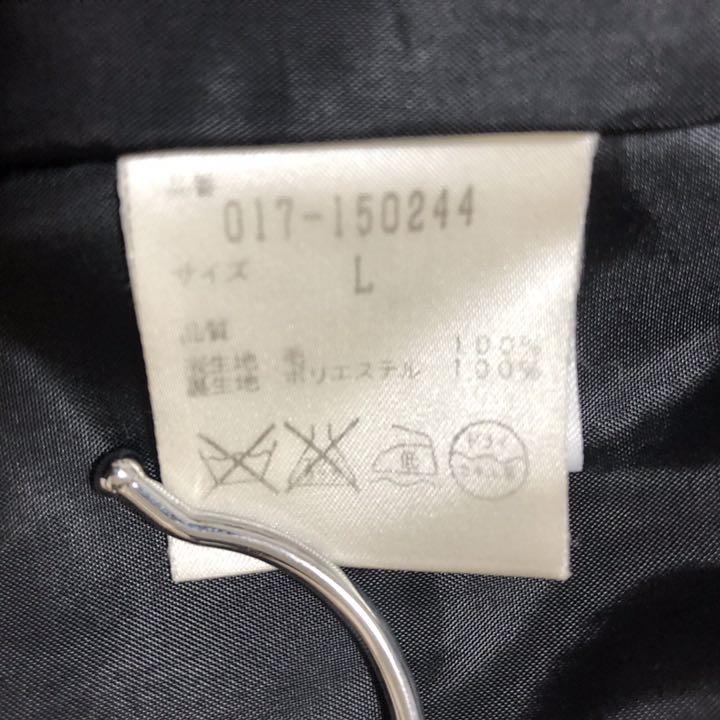 品番
017-150244
サイズ L
品質
表生地 毛 100%
裏生地 ポリエステル 100%
低